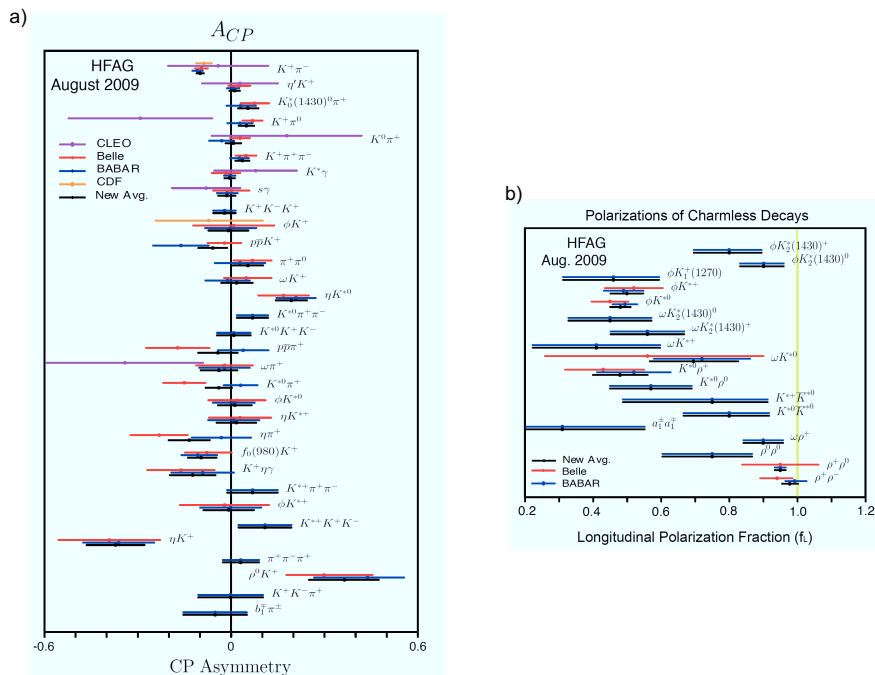 a)
A_{CP}
HFAG
August 2009
K⁺π⁻
η′K⁺
K₀*(1430)⁰π⁺
K⁺π⁰
K⁰π⁺
CLEO
Belle
BABAR
CDF
New Avg.
K⁺π⁺π⁻
K*γ
sγ
K⁺K⁻K⁺
φK⁺
pp̅K⁺
π⁺π⁰
ωK⁺
ηK*⁰
K*⁰π⁺π⁻
K*⁰K⁺K⁻
pp̅π⁺
ωπ⁺
K*⁰π⁺
φK*⁰
ηK*⁺
ηπ⁺
f₀(980)K⁺
K⁺ηγ
K*⁺π⁺π⁻
φK*⁺
K*⁺K⁺K⁻
ηK⁺
π⁺π⁻π⁺
ρ⁰K⁺
K⁺K⁻π⁺
b₁∓π±
-0.6 0 0.6
CP Asymmetry
b)
Polarizations of Charmless Decays
HFAG
Aug. 2009
φK₂*(1430)⁺
φK₂*(1430)⁰
φK₁⁺(1270)
φK*⁺
φK*⁰
ωK₂*(1430)⁰
ωK₂*(1430)⁺
ωK*⁺
ωK*⁰
K*⁰ρ⁺
K*⁰ρ⁰
K*⁺K̅*⁰
K*⁰K̅*⁰
a₁±a₁∓
ωρ⁺
ρ⁰ρ⁰
New Avg.
Belle
BABAR
ρ⁺ρ⁰
ρ⁺ρ⁻
0.2 0.4 0.6 0.8 1.0
Longitudinal Polarization Fraction (fL)